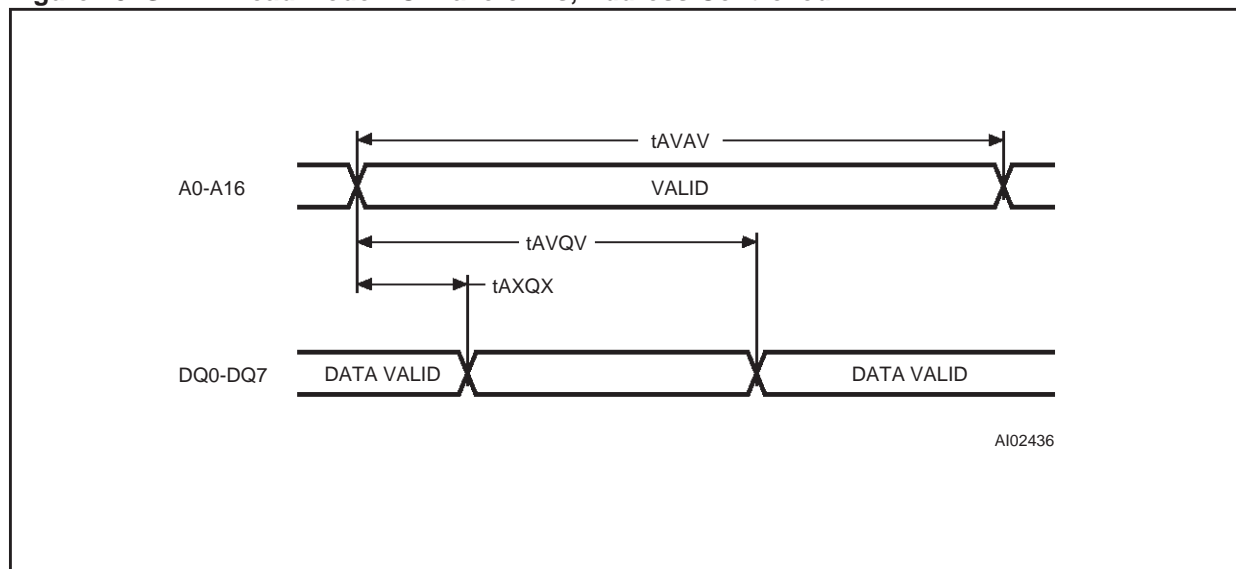 tAVAV
A0-A16
VALID
tAVQV
tAXQX
DQ0-DQ7
DATA VALID
DATA VALID
AI02436